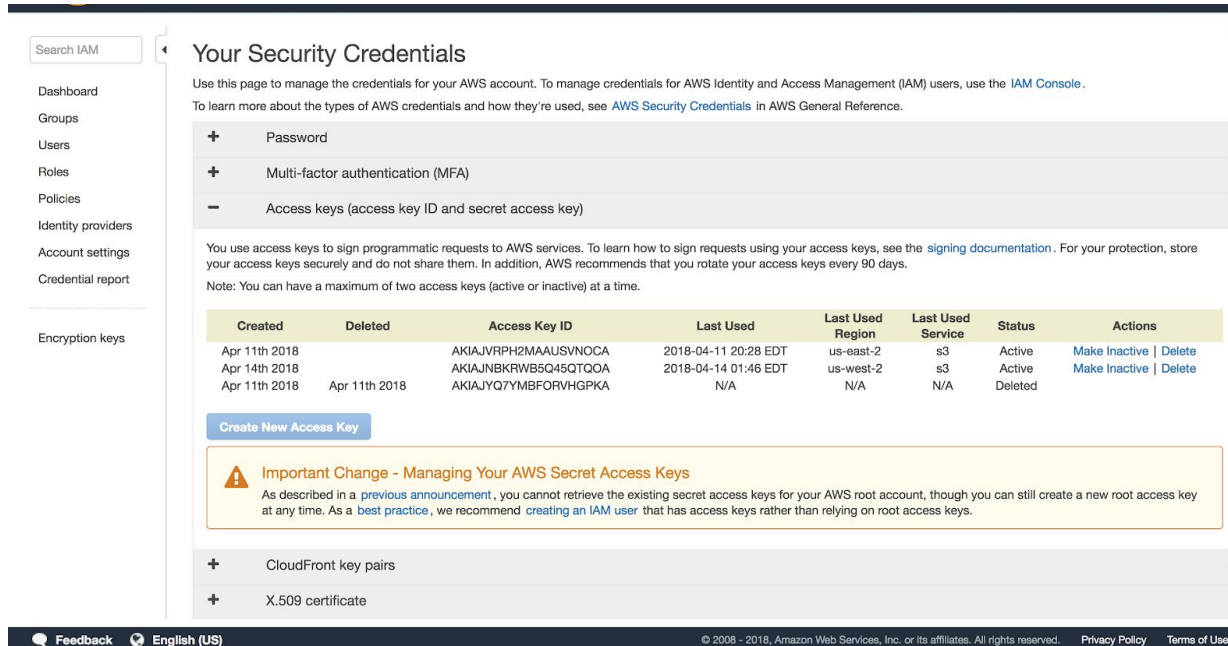 Search IAM
Dashboard
Groups
Users
Roles
Policies
Identity providers
Account settings
Credential report
Encryption keys
Your Security Credentials
Use this page to manage the credentials for your AWS account. To manage credentials for AWS Identity and Access Management (IAM) users, use the IAM Console.
To learn more about the types of AWS credentials and how they're used, see AWS Security Credentials in AWS General Reference.
+ Password
+ Multi-factor authentication (MFA)
− Access keys (access key ID and secret access key)
You use access keys to sign programmatic requests to AWS services. To learn how to sign requests using your access keys, see the signing documentation. For your protection, store
your access keys securely and do not share them. In addition, AWS recommends that you rotate your access keys every 90 days.
Note: You can have a maximum of two access keys (active or inactive) at a time.
Created Deleted Access Key ID Last Used Last Used Region Last Used Service Status Actions
Apr 11th 2018 AKIAJVRPH2MAAUSVNOCA 2018-04-11 20:28 EDT us-east-2 s3 Active Make Inactive | Delete
Apr 14th 2018 AKIAJNBKRWB5Q45QTQOA 2018-04-14 01:46 EDT us-west-2 s3 Active Make Inactive | Delete
Apr 11th 2018 Apr 11th 2018 AKIAJYQ7YMBFORVHGPKA N/A N/A N/A Deleted
Create New Access Key
Important Change - Managing Your AWS Secret Access Keys
As described in a previous announcement, you cannot retrieve the existing secret access keys for your AWS root account, though you can still create a new root access key
at any time. As a best practice, we recommend creating an IAM user that has access keys rather than relying on root access keys.
+ CloudFront key pairs
+ X.509 certificate
Feedback English (US) © 2008 - 2018, Amazon Web Services, Inc. or its affiliates. All rights reserved. Privacy Policy Terms of Use